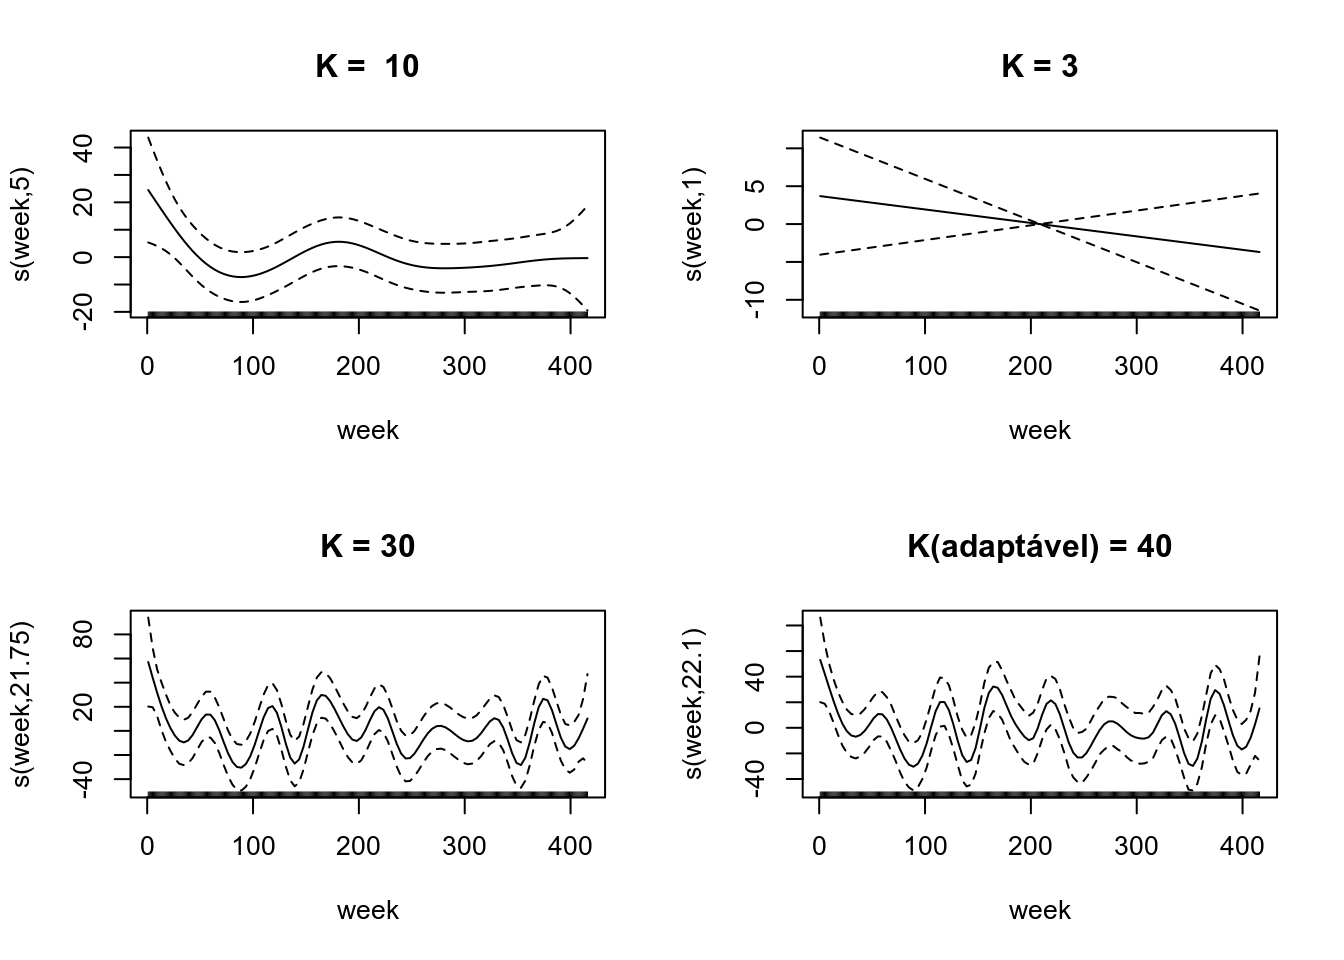 K =  10
s(week,5)
40
20
0
-20
0 100 200 300 400
week
K = 3
s(week,1)
5
0
-10
0 100 200 300 400
week
K = 30
s(week,21.75)
80
20
-40
0 100 200 300 400
week
K(adaptável) = 40
s(week,22.1)
40
0
-40
0 100 200 300 400
week